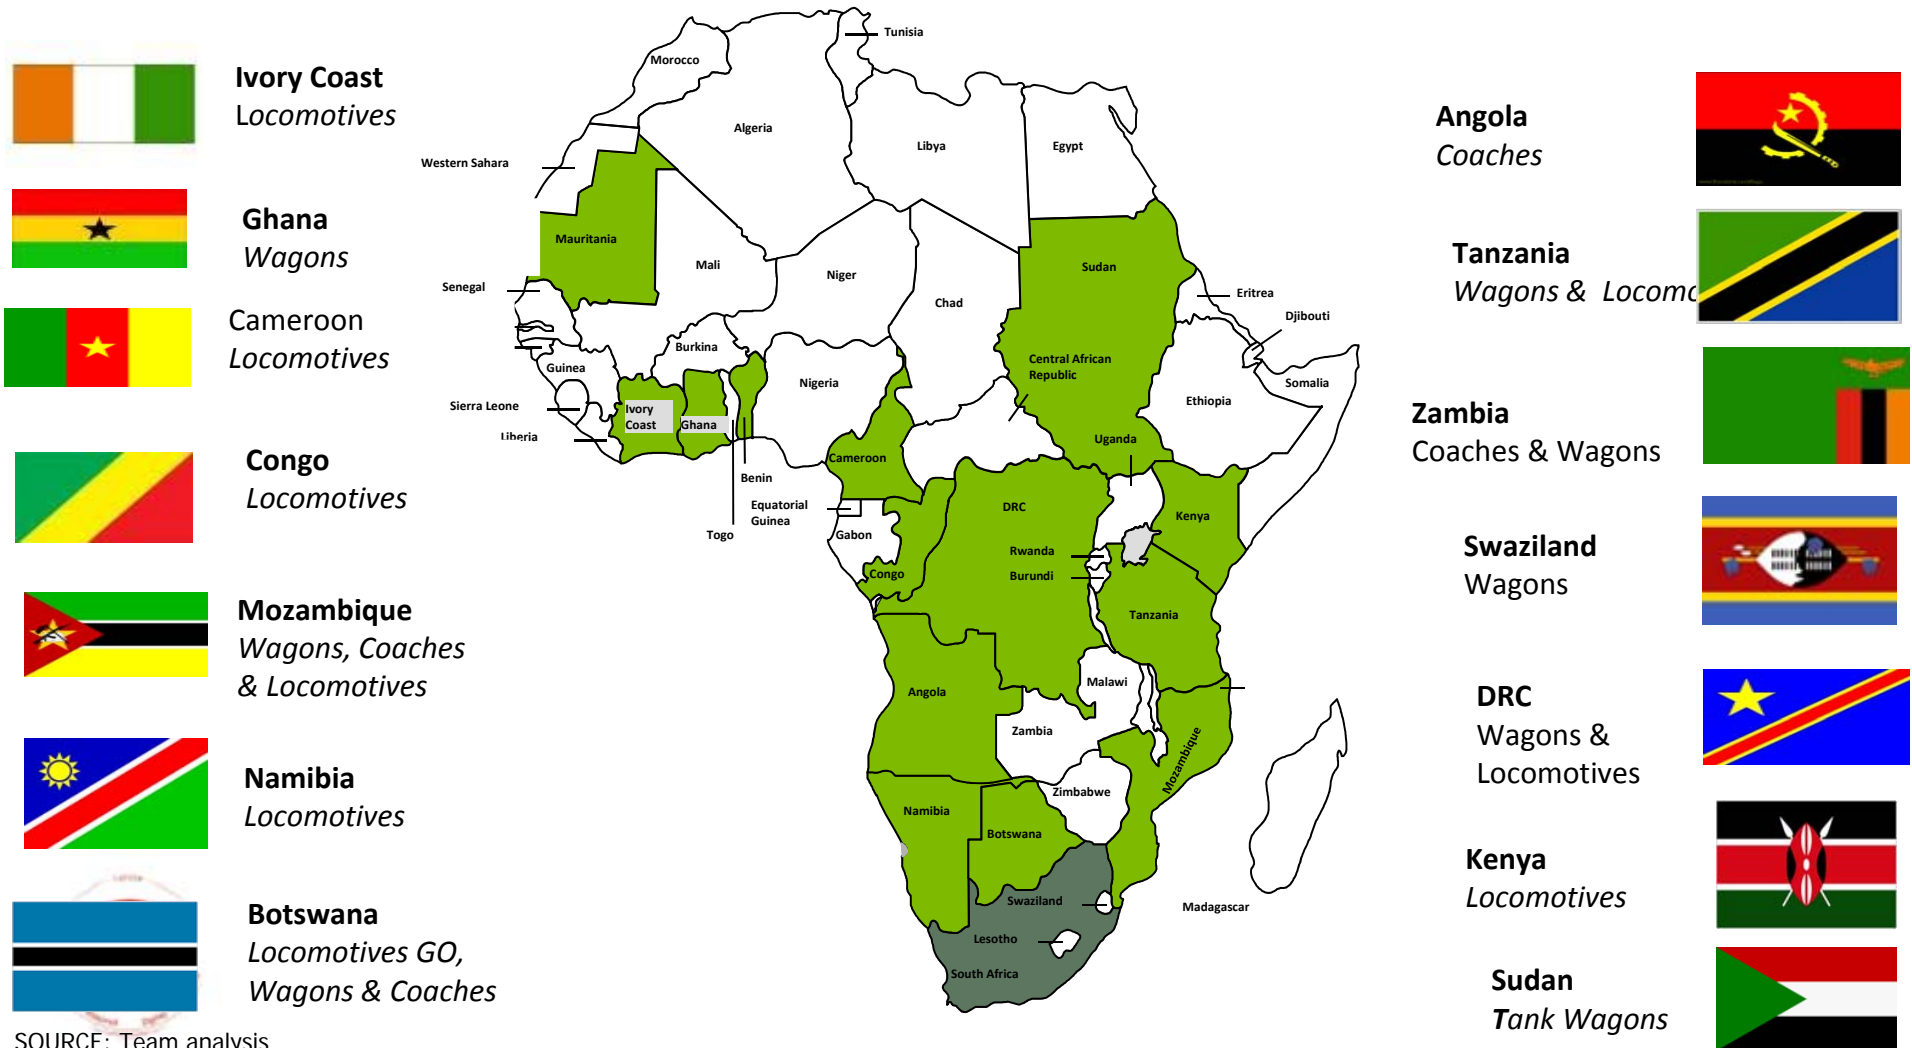 Ivory Coast
Locomotives
Ghana
Wagons
Cameroon
Locomotives
Congo
Locomotives
Mozambique
Wagons, Coaches
& Locomotives
Namibia
Locomotives
Botswana
Locomotives GO,
Wagons & Coaches
SOURCE: Team analysis
Tunisia
Morocco
Algeria
Libya
Egypt
Western Sahara
Mauritania
Mali
Niger
Chad
Sudan
Eritrea
Djibouti
Senegal
Burkina
Guinea
Nigeria
Central African
Republic
Somalia
Ethiopia
Sierra Leone
Ivory
Coast
Ghana
Liberia
Uganda
Cameroon
Benin
Equatorial
Guinea
Togo
Gabon
DRC
Kenya
Rwanda
Burundi
Congo
Tanzania
Angola
Malawi
Zambia
Mozambique
Zimbabwe
Namibia
Botswana
Swaziland
Madagascar
Lesotho
South Africa
Angola
Coaches
Tanzania
Wagons & Locomo
Zambia
Coaches & Wagons
Swaziland
Wagons
DRC
Wagons &
Locomotives
Kenya
Locomotives
Sudan
Tank Wagons